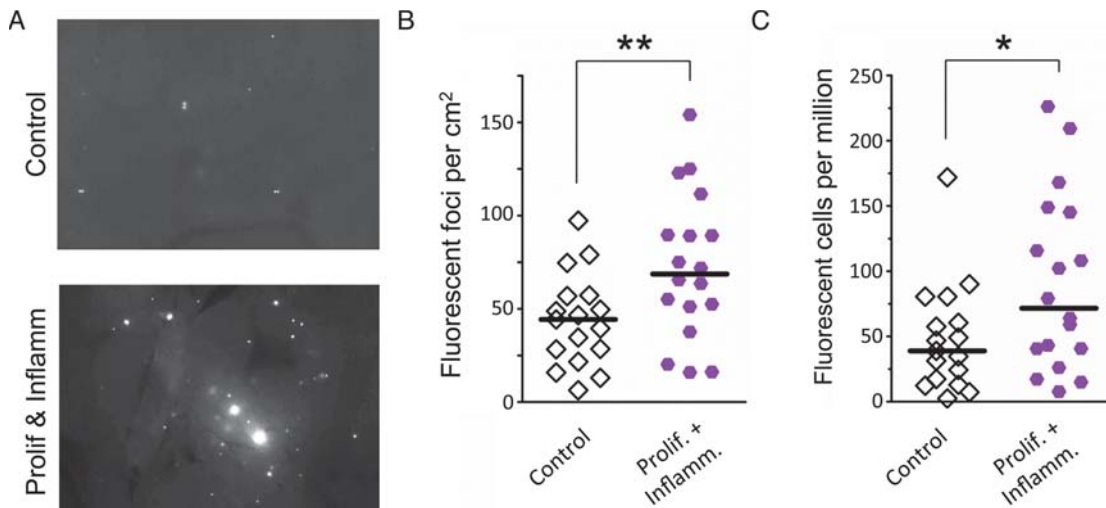 A
Control
Prolif & Inflamm
B
**
Fluorescent foci per cm²
150
100
50
0
Control
Prolif. +
Inflamm.
C
*
Fluorescent cells per million
250
200
150
100
50
0
Control
Prolif. +
Inflamm.